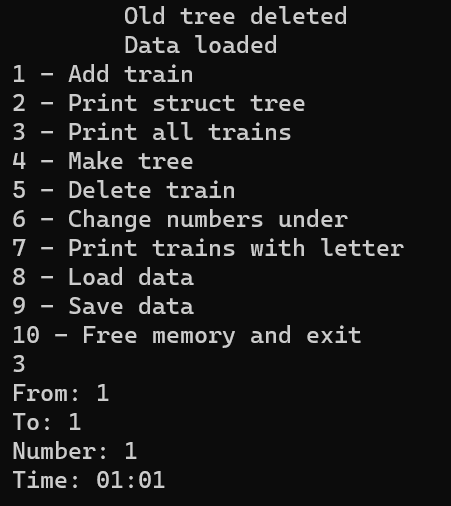 Old tree deleted
Data loaded
1 - Add train
2 - Print struct tree
3 - Print all trains
4 - Make tree
5 - Delete train
6 - Change numbers under
7 - Print trains with letter
8 - Load data
9 - Save data
10 - Free memory and exit
3
From: 1
To: 1
Number: 1
Time: 01:01